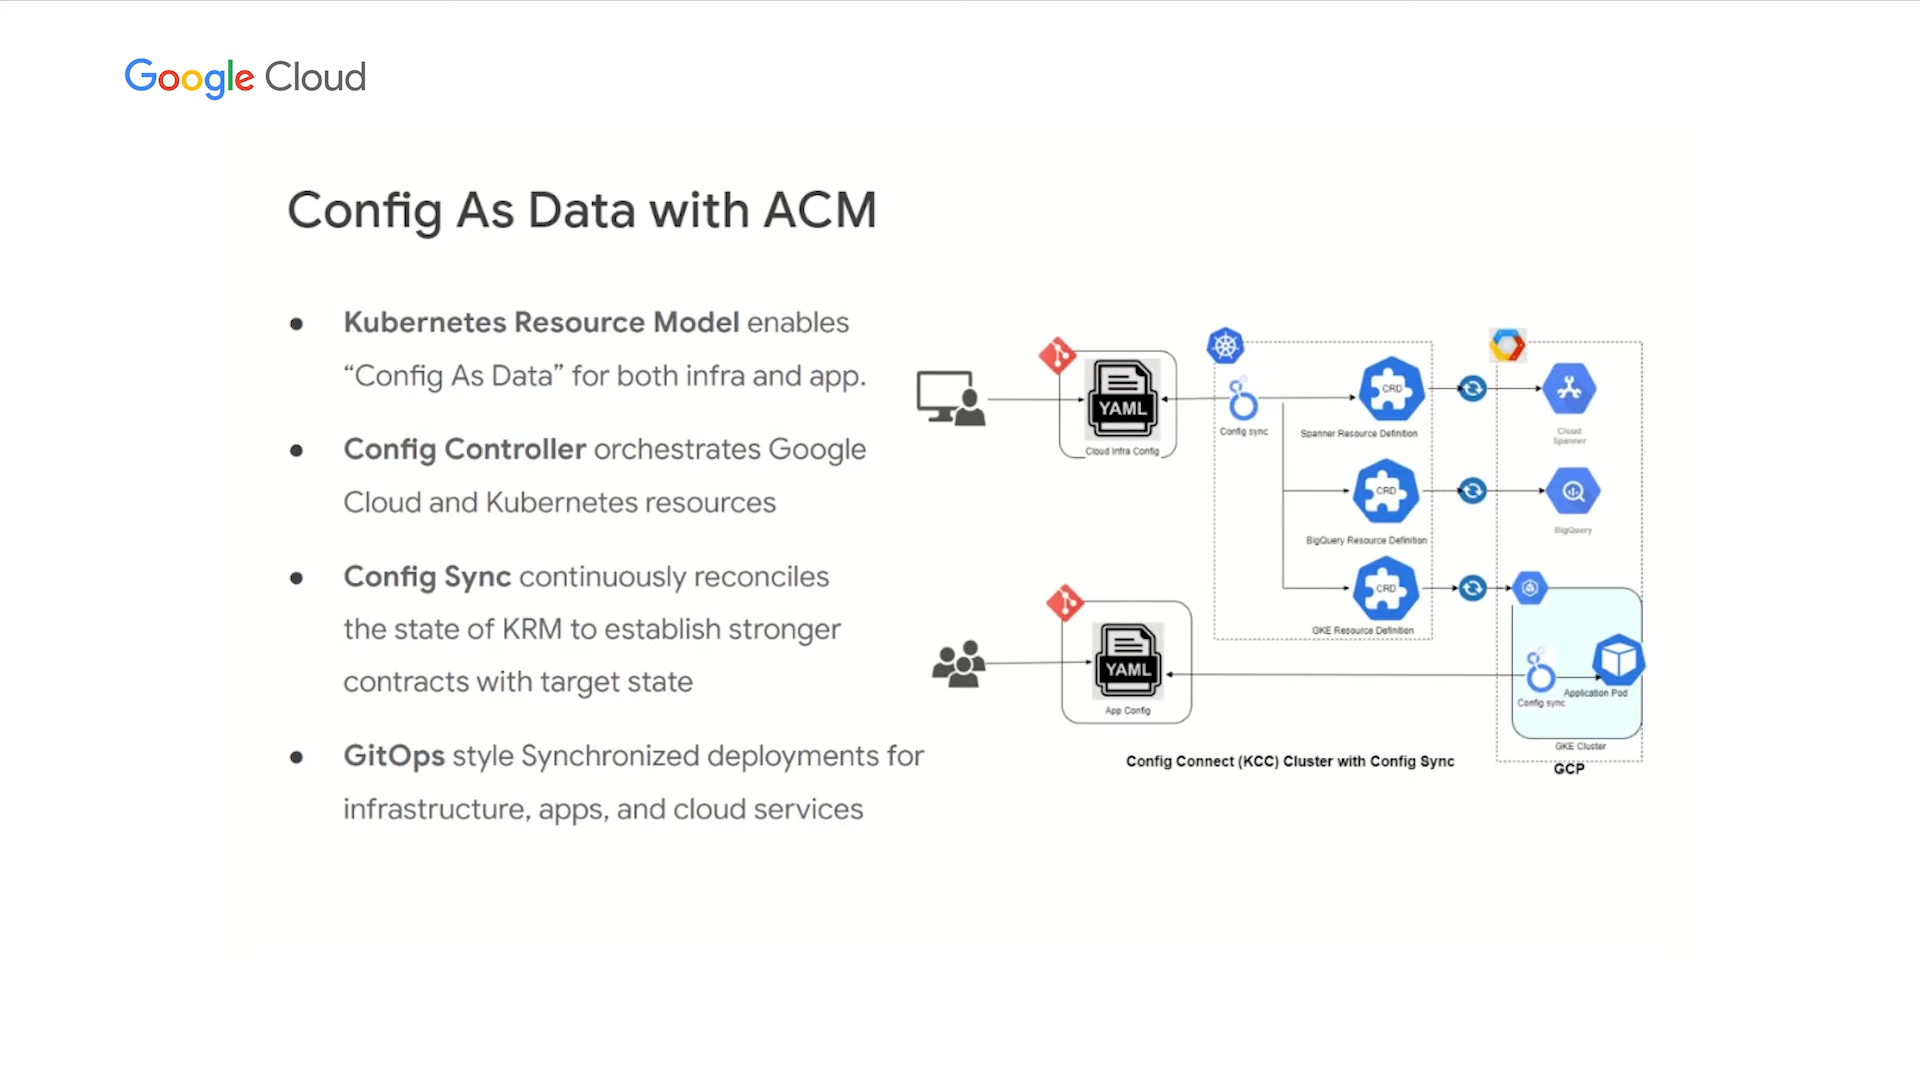 Google Cloud
Config As Data with ACM
● Kubernetes Resource Model enables
“Config As Data” for both infra and app.
● Config Controller orchestrates Google
Cloud and Kubernetes resources
● Config Sync continuously reconciles
the state of KRM to establish stronger
contracts with target state
● GitOps style Synchronized deployments for
infrastructure, apps, and cloud services
YAML
Cloud Infra Config
Config sync
CRD
Spanner Resource Definition
Cloud
Spanner
CRD
BigQuery Resource Definition
BigQuery
CRD
GKE Resource Definition
YAML
App Config
Config sync
Application Pod
GKE Cluster
Config Connect (KCC) Cluster with Config Sync
GCP